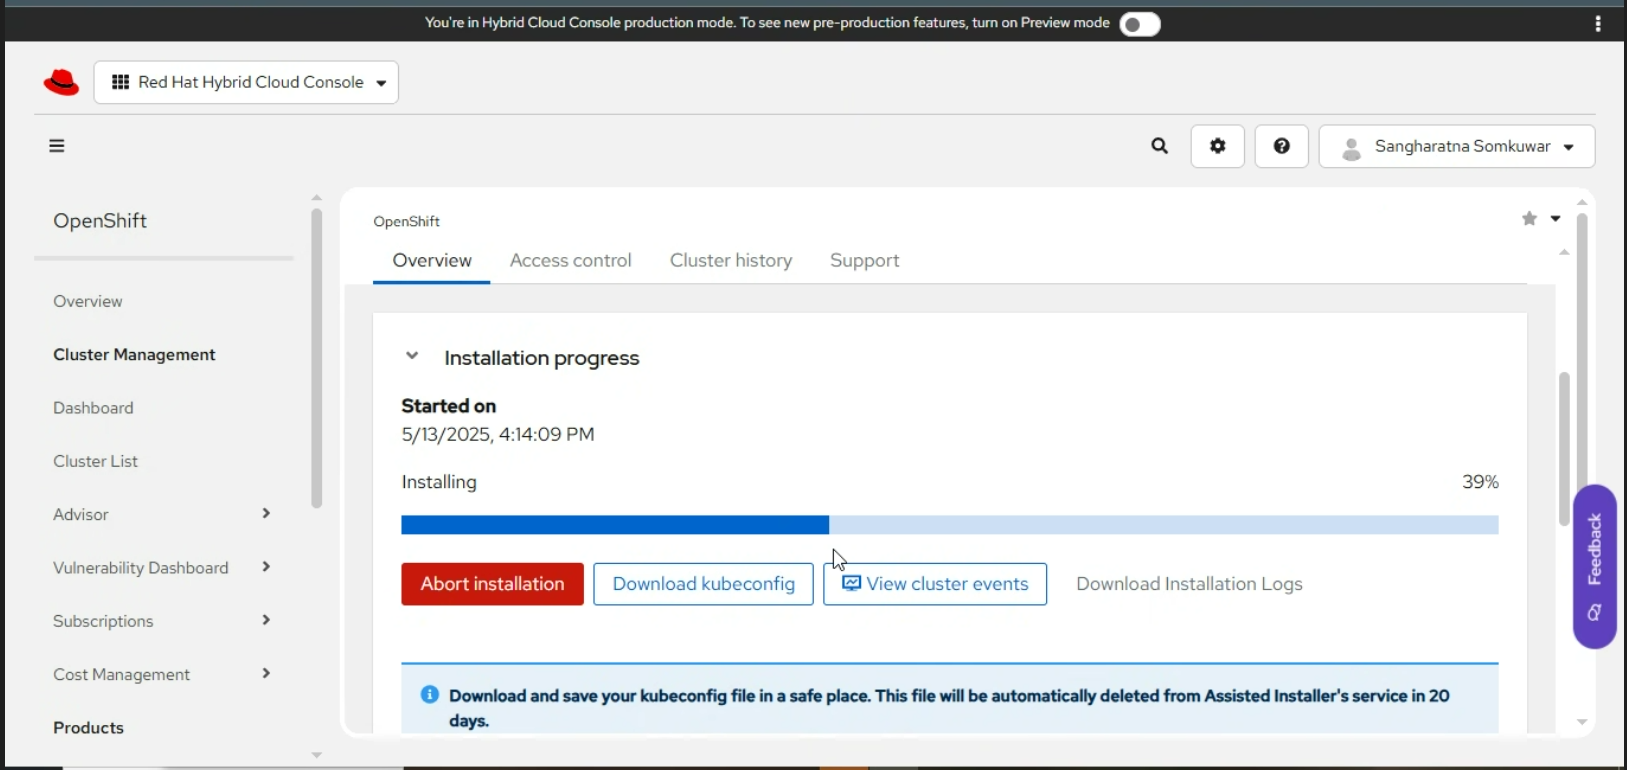 You're in Hybrid Cloud Console production mode. To see new pre-production features, turn on Preview mode
Red Hat Hybrid Cloud Console
Sangharatna Somkuwar
OpenShift
Overview
Cluster Management
Dashboard
Cluster List
Advisor
Vulnerability Dashboard
Subscriptions
Cost Management
Products
OpenShift
Overview Access control Cluster history Support
Installation progress
Started on
5/13/2025, 4:14:09 PM
Installing 39%
Abort installation Download kubeconfig View cluster events Download Installation Logs
Download and save your kubeconfig file in a safe place. This file will be automatically deleted from Assisted Installer's service in 20
days.
Feedback